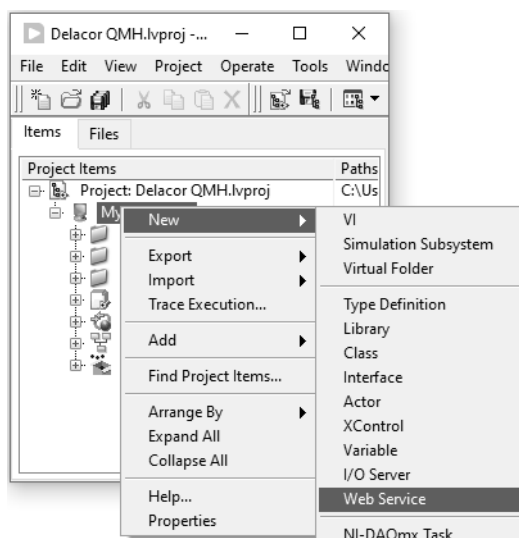 Delacor QMH.lvproj -...
File Edit View Project Operate Tools Windo
Items Files
Project Items Paths
Project: Delacor QMH.lvproj C:\Us
My
New
Export
Import
Trace Execution...
Add
Find Project Items...
Arrange By
Expand All
Collapse All
Help...
Properties
VI
Simulation Subsystem
Virtual Folder
Type Definition
Library
Class
Interface
Actor
XControl
Variable
I/O Server
Web Service
NI-DAQmx Task